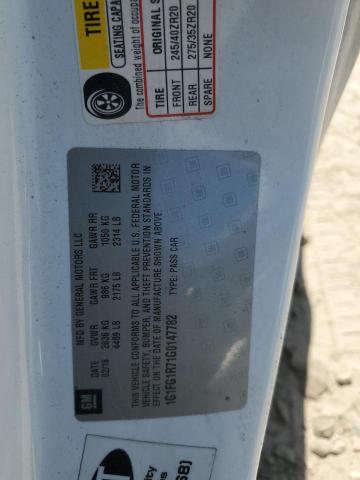 TIRE
SEATING CAPA
The combined weight of occupa
ORIGINAL S
245/40ZR20
275/35ZR20
FRONT
REAR
SPARE
NONE
GM
MFD BY GENERAL MOTORS LLC
DATE GVWR GAWR FRT GAWR RR
02/16 2036 KG 986 KG 1050 KG
4489 LB 2175 LB 2314 LB
THIS VEHICLE CONFORMS TO ALL APPLICABLE U.S. FEDERAL MOTOR
VEHICLE SAFETY, BUMPER, AND THEFT PREVENTION STANDARDS IN
EFFECT ON THE DATE OF MANUFACTURE SHOWN ABOVE.
1G1FG1R71G0147782 TYPE: PASS CAR